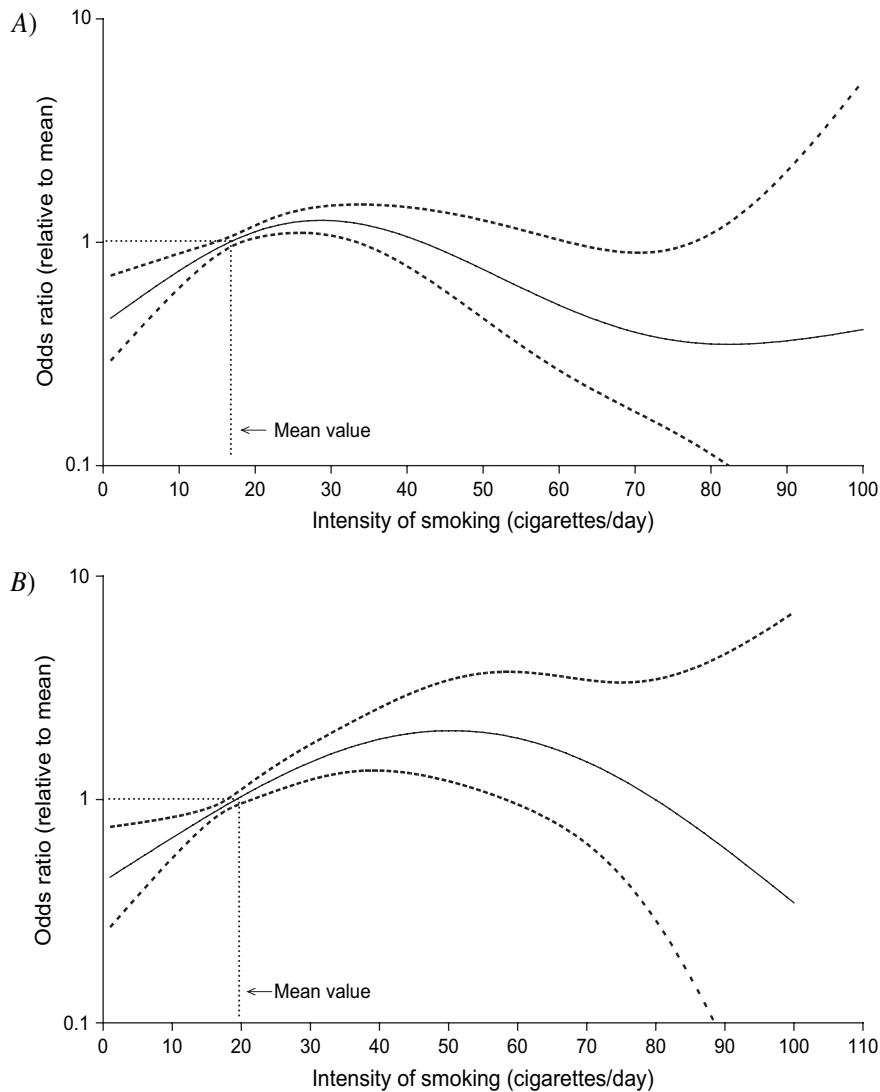 A)
10
1
0.1
Odds ratio (relative to mean)
← Mean value
0 10 20 30 40 50 60 70 80 90 100
Intensity of smoking (cigarettes/day)
B)
10
1
0.1
Odds ratio (relative to mean)
← Mean value
0 10 20 30 40 50 60 70 80 90 100 110
Intensity of smoking (cigarettes/day)